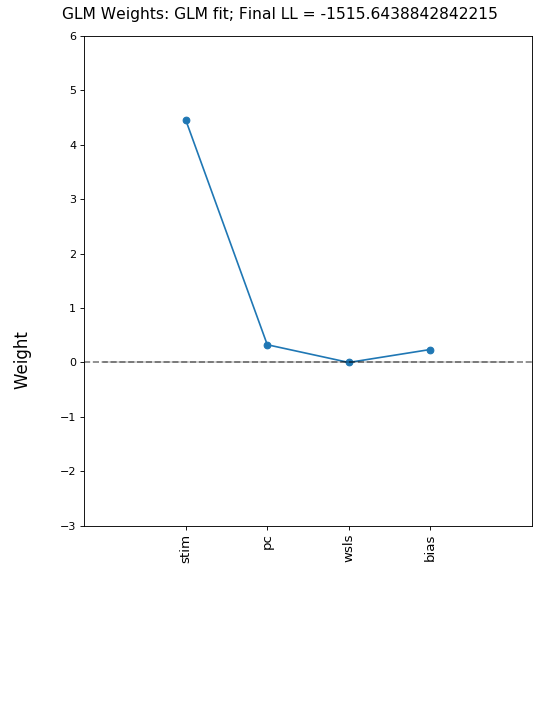 GLM Weights: GLM fit; Final LL = -1515.6438842842215
6
5
4
3
2
1
0
−1
−2
−3
Weight
stim
pc
wsls
bias